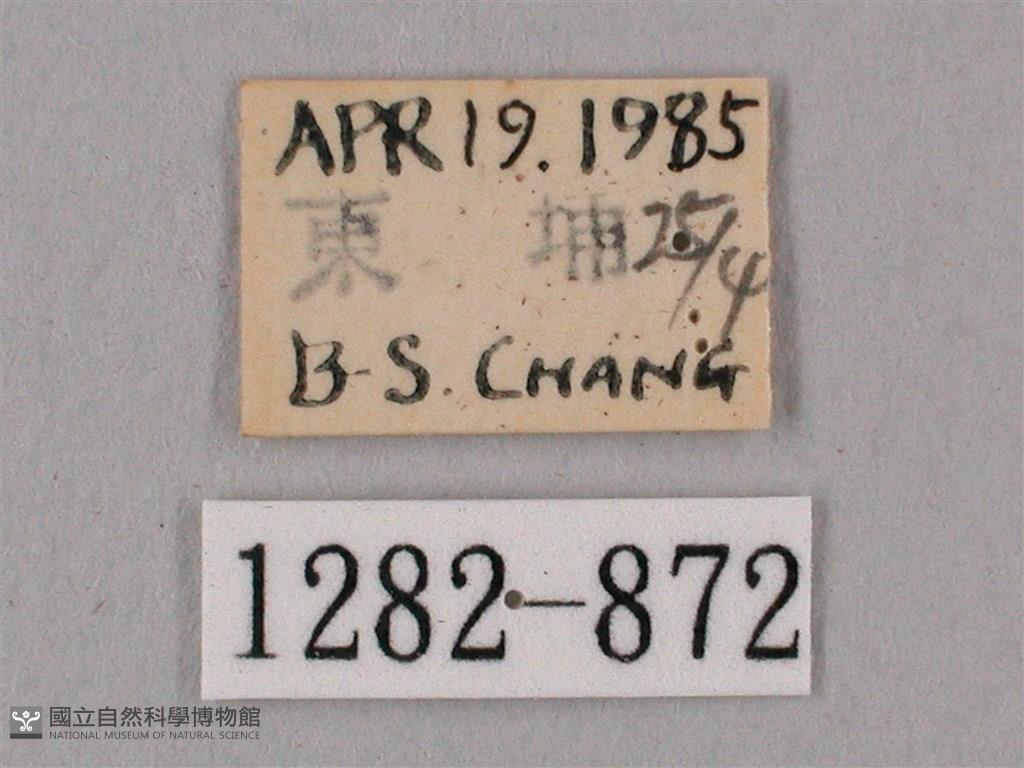 APR 19. 1985
東 埔 25/4
B-S. CHANG
1282-872
國立自然科學博物館
NATIONAL MUSEUM OF NATURAL SCIENCE